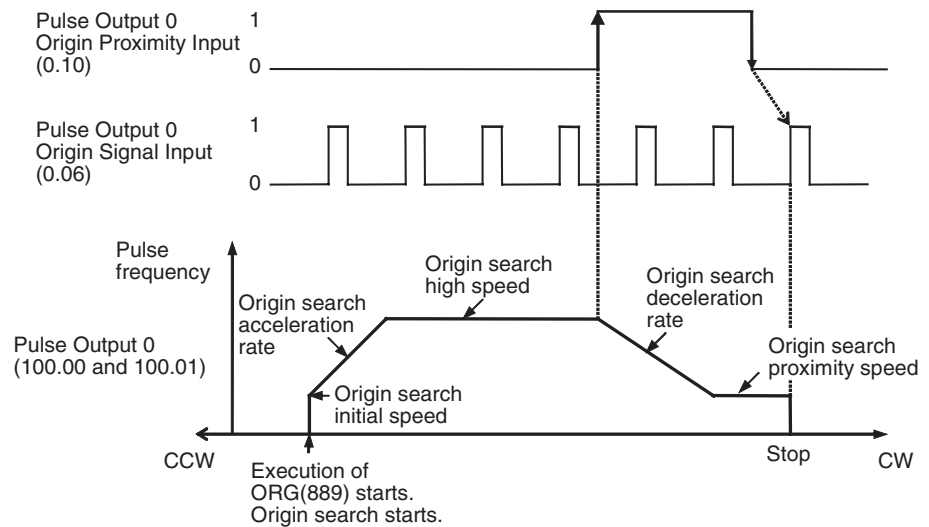 Pulse Output 0
Origin Proximity Input
(0.10)
1
0
Pulse Output 0
Origin Signal Input
(0.06)
1
0
Pulse
frequency
Origin search
high speed
Origin search
acceleration
rate
Origin search
deceleration
rate
Pulse Output 0
(100.00 and 100.01)
Origin search
proximity speed
Origin search
initial speed
CCW
Stop
CW
Execution of
ORG(889) starts.
Origin search starts.